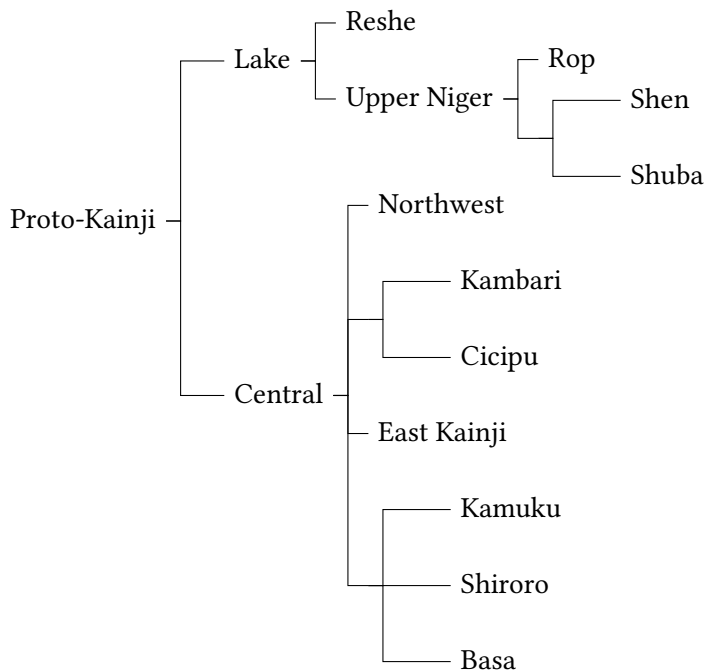 Reshe
Lake
Rop
Upper Niger
Shen
Shuba
Northwest
Proto-Kainji
Kambari
Cicipu
Central
East Kainji
Kamuku
Shiroro
Basa